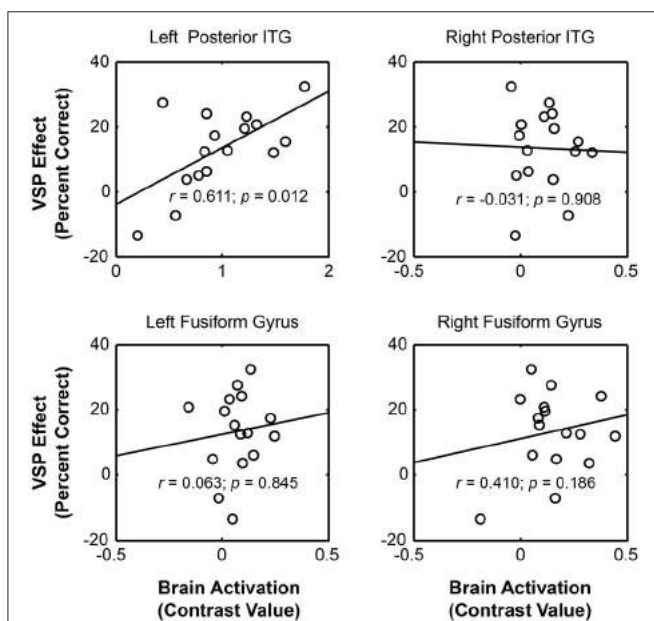 Left Posterior ITG
Right Posterior ITG
VSP Effect
(Percent Correct)
40
20
0
-20
r = 0.611; p = 0.012
0
1
2
40
20
0
-20
r = -0.031; p = 0.908
-0.5
0
0.5
Left Fusiform Gyrus
Right Fusiform Gyrus
VSP Effect
(Percent Correct)
40
20
0
-20
r = 0.063; p = 0.845
-0.5
0
0.5
40
20
0
-20
r = 0.410; p = 0.186
-0.5
0
0.5
Brain Activation
(Contrast Value)
Brain Activation
(Contrast Value)